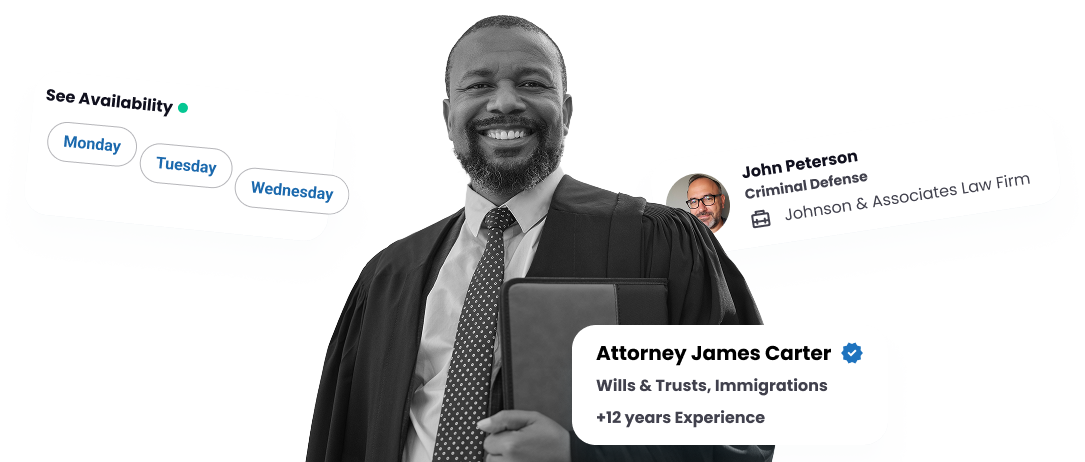 See Availability
Monday
Tuesday
Wednesday
John Peterson
Criminal Defense
Johnson & Associates Law Firm
Attorney James Carter
Wills & Trusts, Immigrations
+12 years Experience